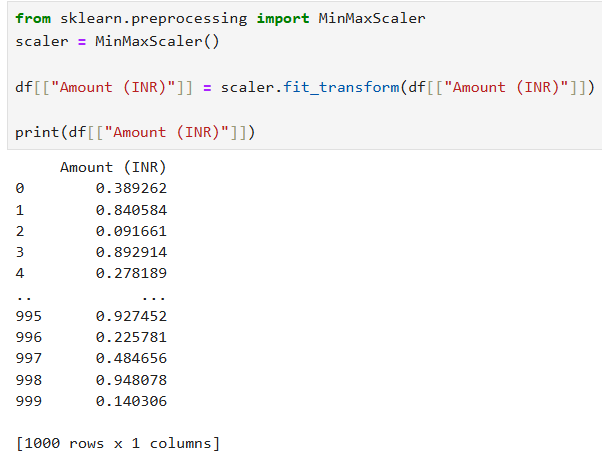 from sklearn.preprocessing import MinMaxScaler
scaler = MinMaxScaler()

df[["Amount (INR)"]] = scaler.fit_transform(df[["Amount (INR)"]])

print(df[["Amount (INR)"]])
     Amount (INR)
0        0.389262
1        0.840584
2        0.091661
3        0.892914
4        0.278189
..            ...
995      0.927452
996      0.225781
997      0.484656
998      0.948078
999      0.140306

[1000 rows x 1 columns]